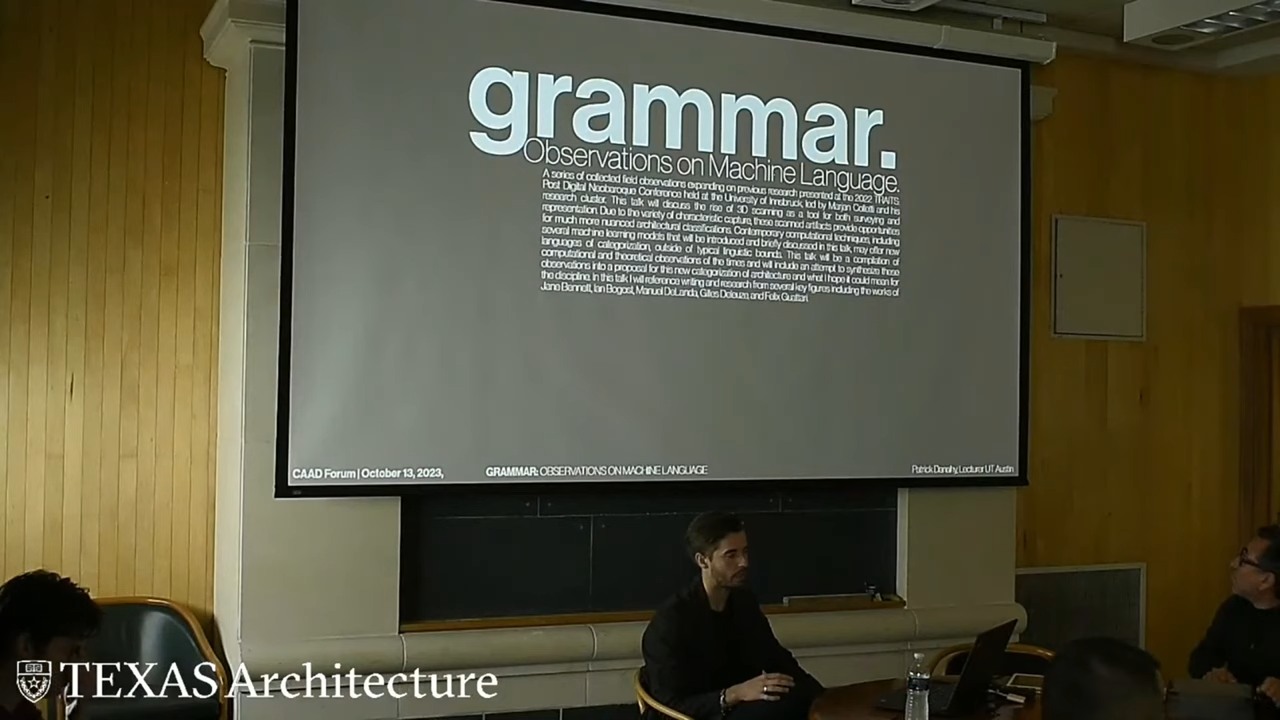 grammar.
Observations on Machine Language.
A series of collected field observations expanding on previous research presented at the 2022 TRAITS
Post Digital Neobaroque Conference held at the University of Innsbruck, led by Marjan Colletti and his
research cluster. This talk will discuss the rise of 3D scanning as a tool for both surveying and
representation. Due to the variety of characteristic capture, these scanned artifacts provide opportunities
for much more nuanced architectural classifications. Contemporary computational techniques, including
several machine learning models that will be introduced and briefly discussed in this talk, may offer new
languages of categorization, outside of typical linguistic bounds. This talk will be a compilation of
computational and theoretical observations of the times and will include an attempt to synthesize these
observations into a proposal for this new categorization of architecture and what I hope it could mean for
the discipline. In this talk I will reference writing and research from several key figures including the works of
Jane Bennett, Ian Bogost, Manuel DeLanda, Gilles Deleuze, and Felix Guattari.
CAAD Forum | October 13, 2023,
GRAMMAR: OBSERVATIONS ON MACHINE LANGUAGE
Patrick Danahy, Lecturer UT Austin
TEXAS Architecture